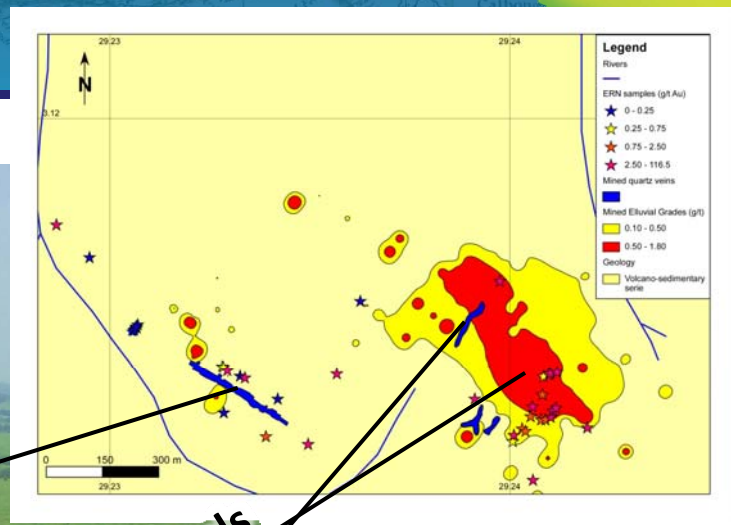 29:23
29:24
N
3.12
Legend
Rivers
ERN samples (g/t Au)
0 - 0.25
0.25 - 0.75
0.75 - 2.50
2.50 - 116.5
Mined quartz veins
Mined Elluvial Grades (g/t)
0.10 - 0.50
0.50 - 1.80
Geology
Volcano-sedimentary
serie
0 150 300 m
29:23
29:24